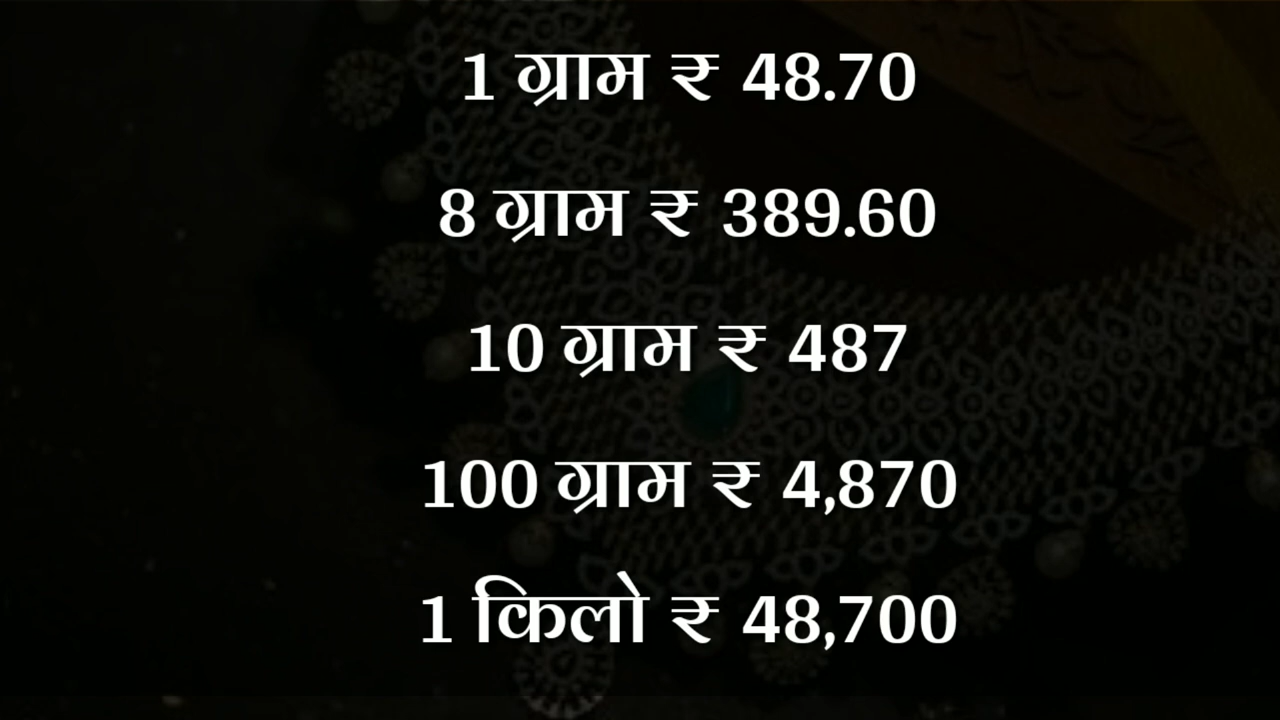 1 ग्राम ₹ 48.70
8 ग्राम ₹ 389.60
10 ग्राम ₹ 487
100 ग्राम ₹ 4,870
1 किलो ₹ 48,700